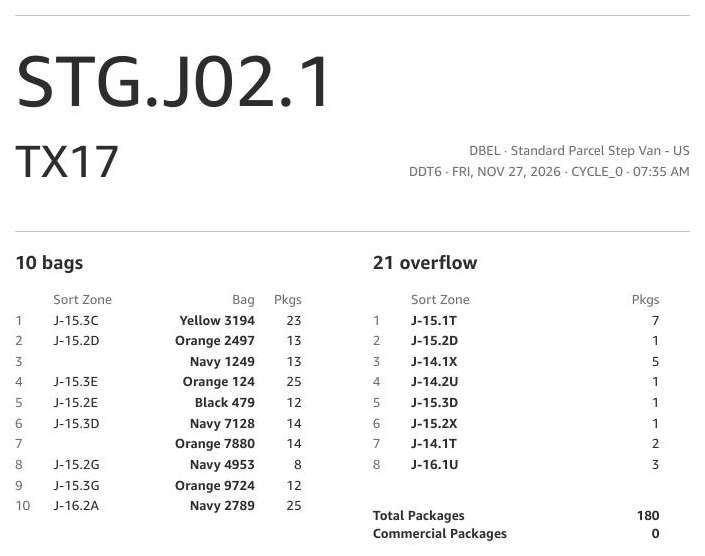 STG.J02.1
TX17
DBEL · Standard Parcel Step Van - US
DDT6 · FRI, NOV 27, 2026 · CYCLE_0 · 07:35 AM
10 bags
Sort Zone Bag Pkgs
1 J-15.3C Yellow 3194 23
2 J-15.2D Orange 2497 13
3 Navy 1249 13
4 J-15.3E Orange 124 25
5 J-15.2E Black 479 12
6 J-15.3D Navy 7128 14
7 Orange 7880 14
8 J-15.2G Navy 4953 8
9 J-15.3G Orange 9724 12
10 J-16.2A Navy 2789 25
21 overflow
Sort Zone Pkgs
1 J-15.1T 7
2 J-15.2D 1
3 J-14.1X 5
4 J-14.2U 1
5 J-15.3D 1
6 J-15.2X 1
7 J-14.1T 2
8 J-16.1U 3
Total Packages 180
Commercial Packages 0